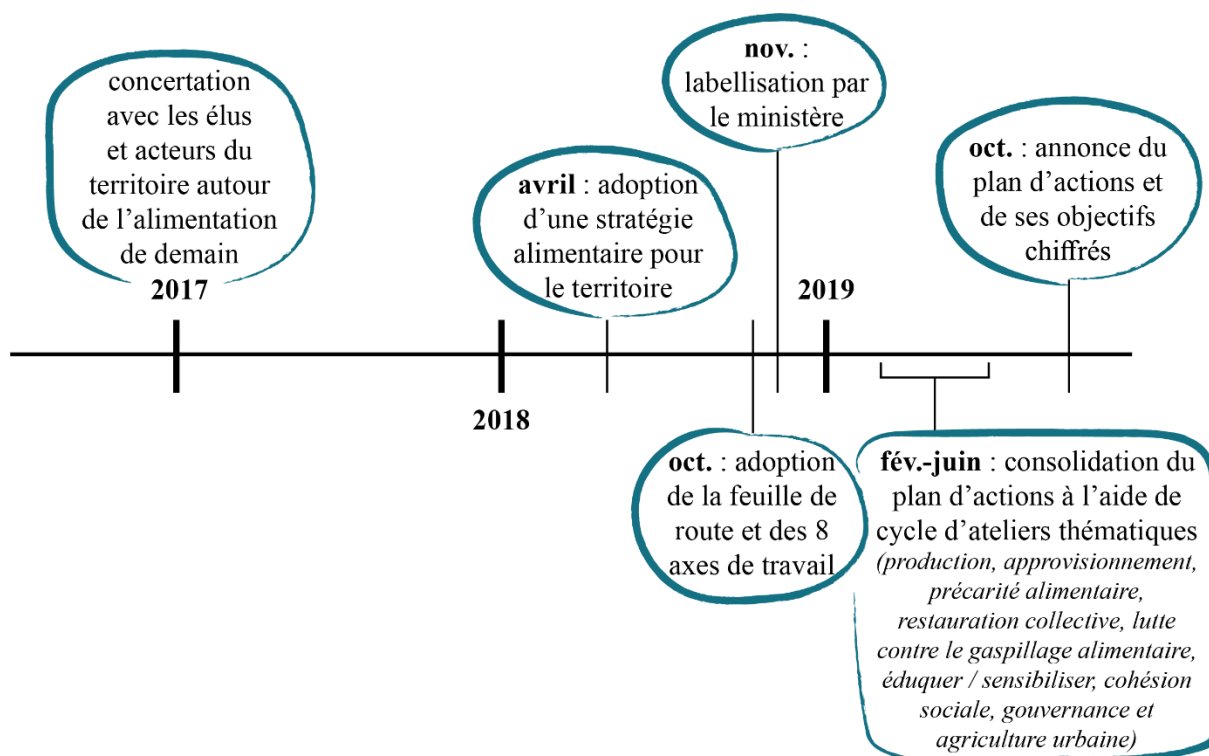 concertation
avec les élus
et acteurs du
territoire autour
de l’alimentation
de demain
2017
2018
avril : adoption
d’une stratégie
alimentaire pour
le territoire
oct. : adoption
de la feuille de
route et des 8
axes de travail
nov. :
labellisation par
le ministère
2019
fév.-juin : consolidation du
plan d’actions à l’aide de
cycle d’ateliers thématiques
(production, approvisionnement,
précarité alimentaire,
restauration collective, lutte
contre le gaspillage alimentaire,
éduquer / sensibiliser, cohésion
sociale, gouvernance et
agriculture urbaine)
oct. : annonce du
plan d’actions et
de ses objectifs
chiffrés